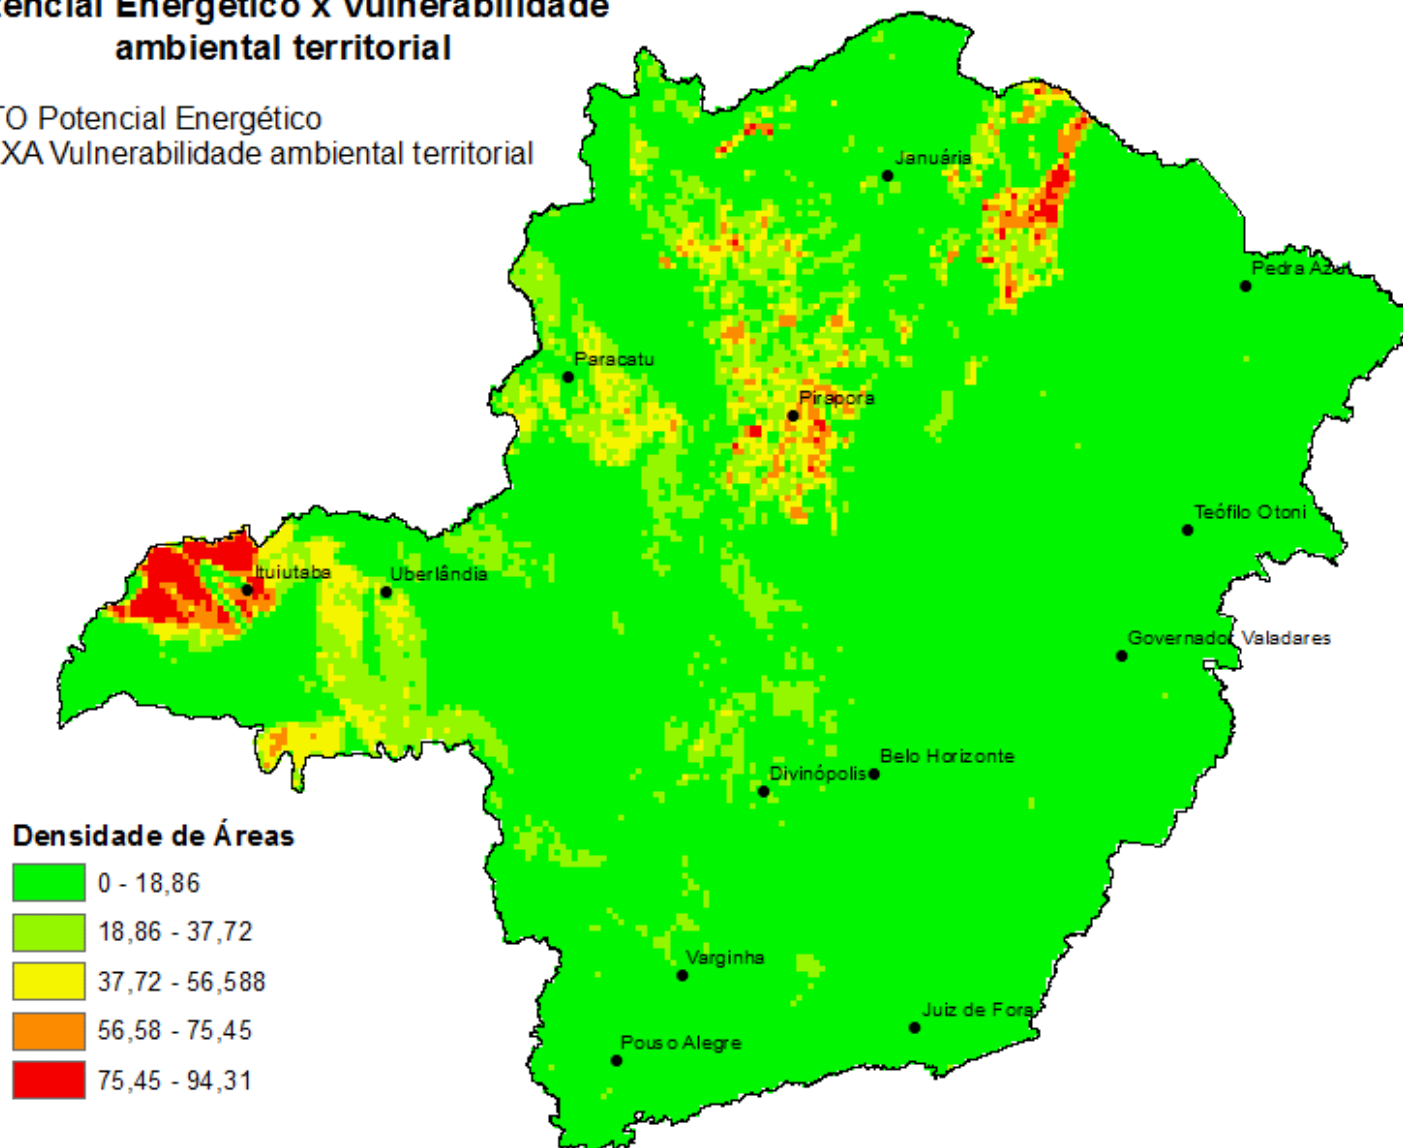 Energético x Vulnerabilidade
ambiental territorial
Potencial Energético
Vulnerabilidade ambiental territorial
Januária
Pedra Azul
Paracatu
Pirapora
Teófilo Otoni
Ituiutaba
Uberlândia
Governador Valadares
Belo Horizonte
Divinópolis
Densidade de Áreas
0 - 18,86
18,86 - 37,72
37,72 - 56,588
56,58 - 75,45
75,45 - 94,31
Varginha
Juiz de Fora
Pouso Alegre